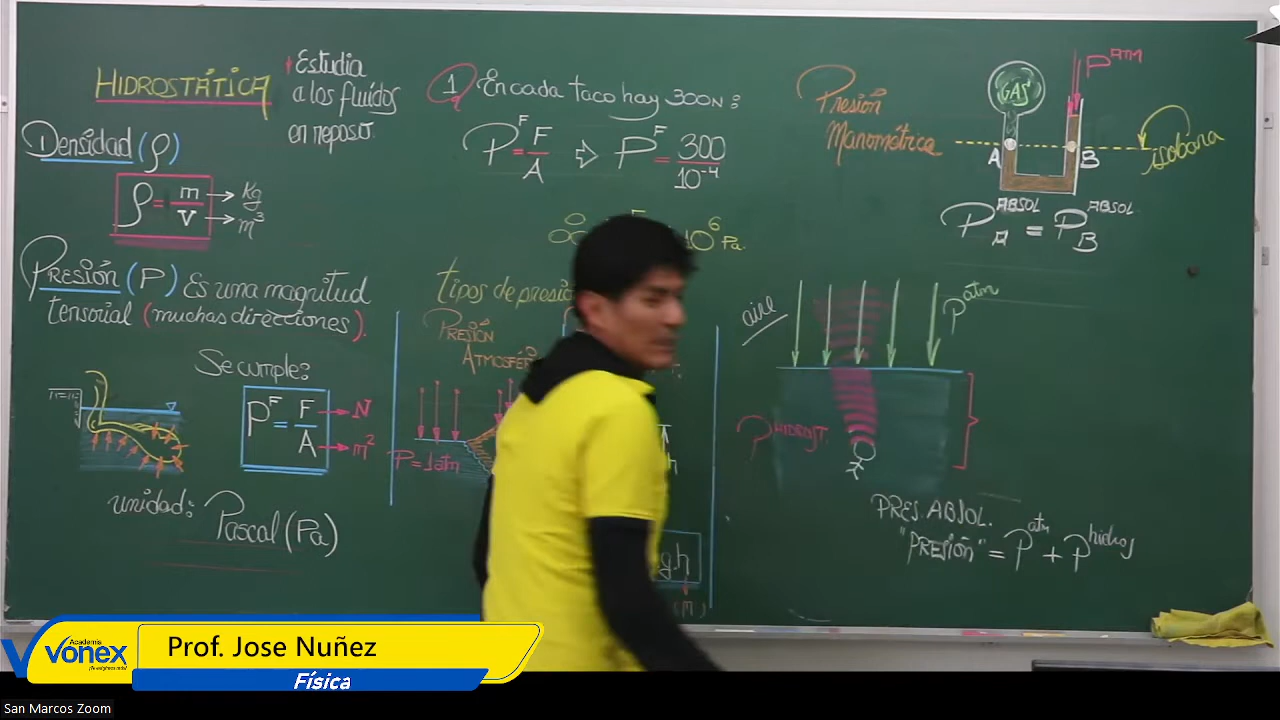 HIDROSTÁTICA
Estudia
a los fluidos
en reposo.
Densidad (ρ)
ρ = m/V
Kg
m³
PRESIÓN (P) Es una magnitud
tensorial (muchas direcciones).
Se cumple:
P^F = F/A
N
m²
unidad: Pascal (Pa)
1 En cada taco hay 300N:
P^F = F/A ⇨ P^F = 300/10⁻⁴
10⁶ Pa.
tipos de presió
PRESIÓN
ATMOSFÉR
P=1atm
gh
(m)
Presión
Manométrica
GAS
P^ATM
A
B
isobara
P_A^ABSOL = P_B^ABSOL
aire
P^atm
P^HIDROST.
PRES. ABSOL.
"PRESIÓN" = P^atm + P^hidros
Academia
vonex
Prof. Jose Nuñez
Física
San Marcos Zoom